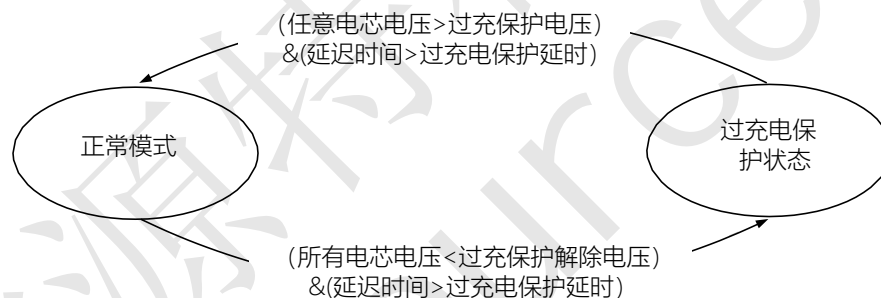 (任意电芯电压>过充保护电压)
&(延迟时间>过充电保护延时)
正常模式
过充电保
护状态
(所有电芯电压<过充保护解除电压)
&(延迟时间>过充电保护延时)
源特
urce